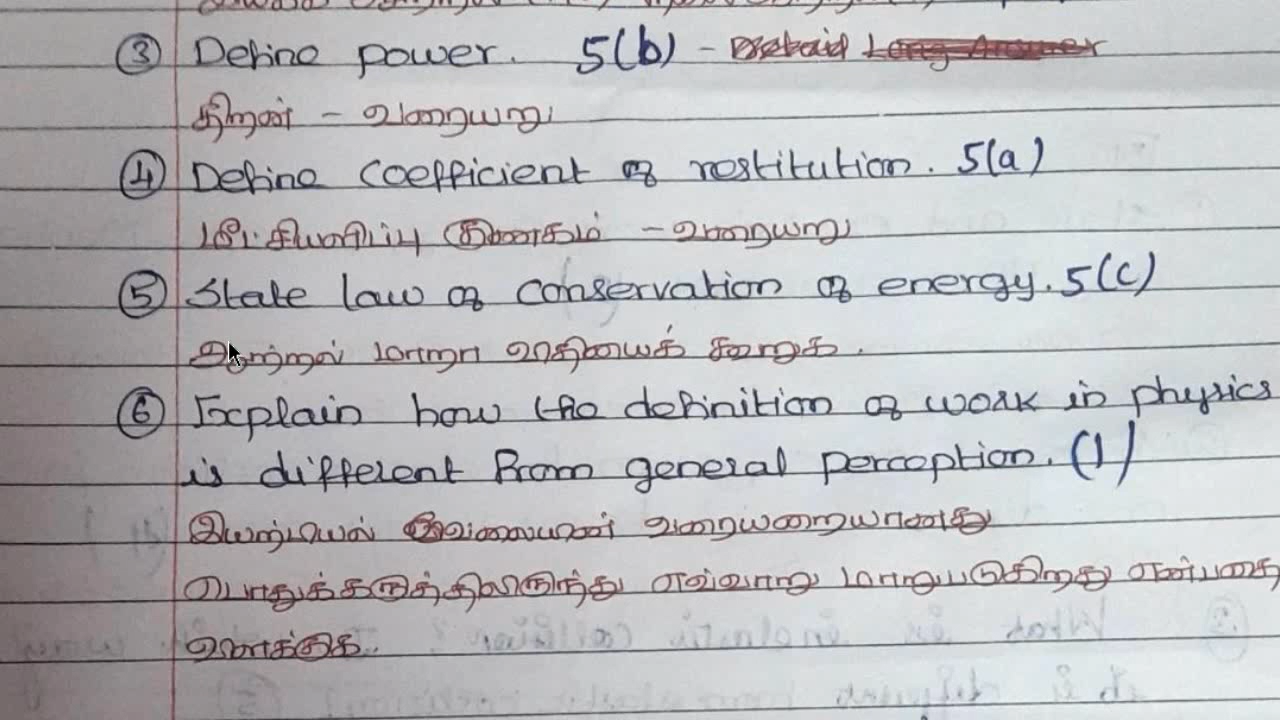 ③ Define power. 5(b) -
திறன் - வரையறு
④ Define Coefficient of restitution. 5(a)
மீட்சியளிப்பு குணகம் - வரையறு
⑤ State law of conservation of energy. 5(c)
ஆற்றல் மாறா விதியைக் கூறுக.
⑥ Explain how the definition of work in physics
is different from general perception. (1)
இயற்பியல் வேலையின் வரையறையானது
பொதுக்கருத்திலிருந்து எவ்வாறு மாறுபடுகிறது என்பதை
விளக்குக.